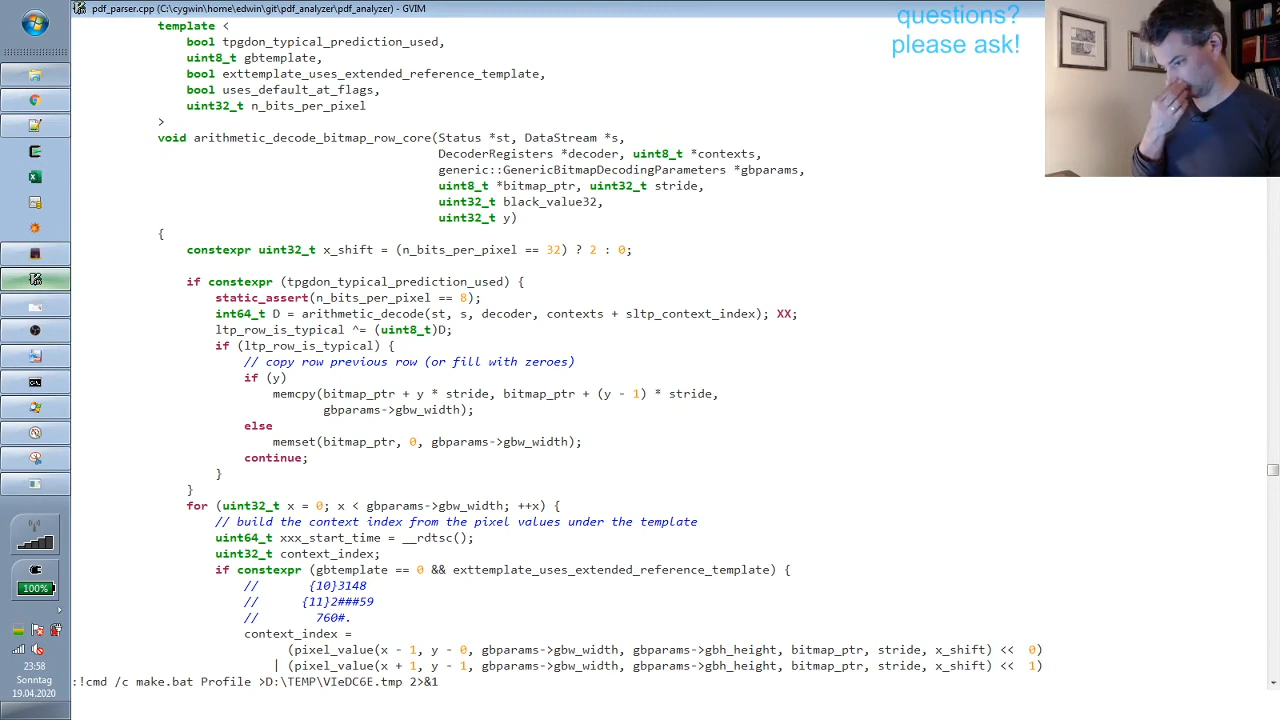 pdf_parser.cpp (C:\cygwin\home\edwin\git\pdf_analyzer\pdf_analyzer) - GVIM
questions?
please ask!
template <
bool tpgdon_typical_prediction_used,
uint8_t gbtemplate,
bool exttemplate_uses_extended_reference_template,
bool uses_default_at_flags,
uint32_t n_bits_per_pixel
>
void arithmetic_decode_bitmap_row_core(Status *st, DataStream *s,
DecoderRegisters *decoder, uint8_t *contexts,
generic::GenericBitmapDecodingParameters *gbparams,
uint8_t *bitmap_ptr, uint32_t stride,
uint32_t black_value32,
uint32_t y)
{
constexpr uint32_t x_shift = (n_bits_per_pixel == 32) ? 2 : 0;
if constexpr (tpgdon_typical_prediction_used) {
static_assert(n_bits_per_pixel == 8);
int64_t D = arithmetic_decode(st, s, decoder, contexts + sltp_context_index); XX;
ltp_row_is_typical ^= (uint8_t)D;
if (ltp_row_is_typical) {
// copy row previous row (or fill with zeroes)
if (y)
memcpy(bitmap_ptr + y * stride, bitmap_ptr + (y - 1) * stride,
gbparams->gbw_width);
else
memset(bitmap_ptr, 0, gbparams->gbw_width);
continue;
}
}
for (uint32_t x = 0; x < gbparams->gbw_width; ++x) {
// build the context index from the pixel values under the template
uint64_t xxx_start_time = __rdtsc();
uint32_t context_index;
if constexpr (gbtemplate == 0 && exttemplate_uses_extended_reference_template) {
// {10}3148
// {11}2###59
// 760#.
context_index =
(pixel_value(x - 1, y - 0, gbparams->gbw_width, gbparams->gbh_height, bitmap_ptr, stride, x_shift) << 0)
| (pixel_value(x + 1, y - 1, gbparams->gbw_width, gbparams->gbh_height, bitmap_ptr, stride, x_shift) << 1)
:!cmd /c make.bat Profile >D:\TEMP\VIeDC6E.tmp 2>&1
100%
23:58
Sonntag
19.04.2020